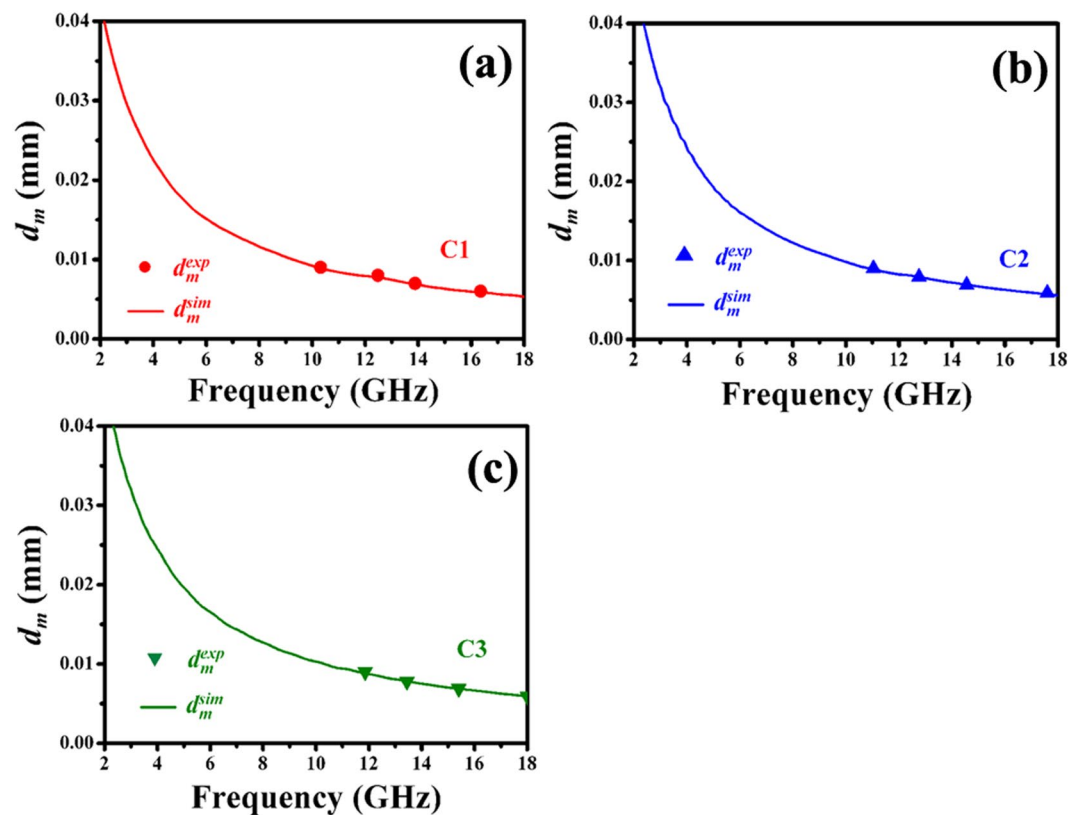 (a)
0.04
0.03
0.02
0.01
0.00
d_m (mm)
C1
d_m^exp
d_m^sim
2 4 6 8 10 12 14 16 18
Frequency (GHz)
(b)
0.04
0.03
0.02
0.01
0.00
d_m (mm)
C2
d_m^exp
d_m^sim
2 4 6 8 10 12 14 16 18
Frequency (GHz)
(c)
0.04
0.03
0.02
0.01
0.00
d_m (mm)
C3
d_m^exp
d_m^sim
2 4 6 8 10 12 14 16 18
Frequency (GHz)